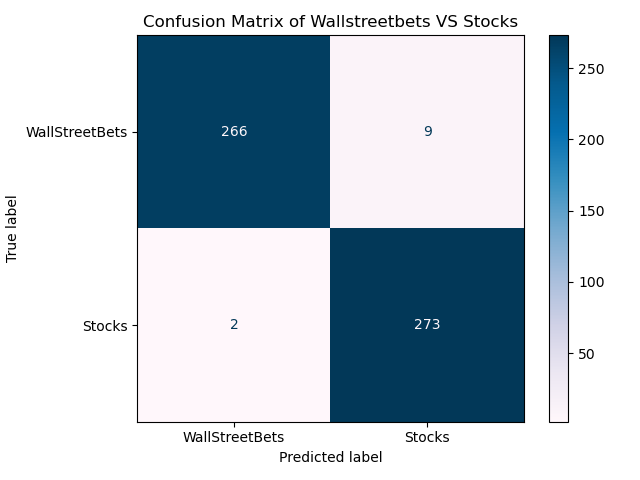 Confusion Matrix of Wallstreetbets VS Stocks
WallStreetBets
Stocks
True label
266
9
2
273
WallStreetBets
Stocks
Predicted label
250
200
150
100
50